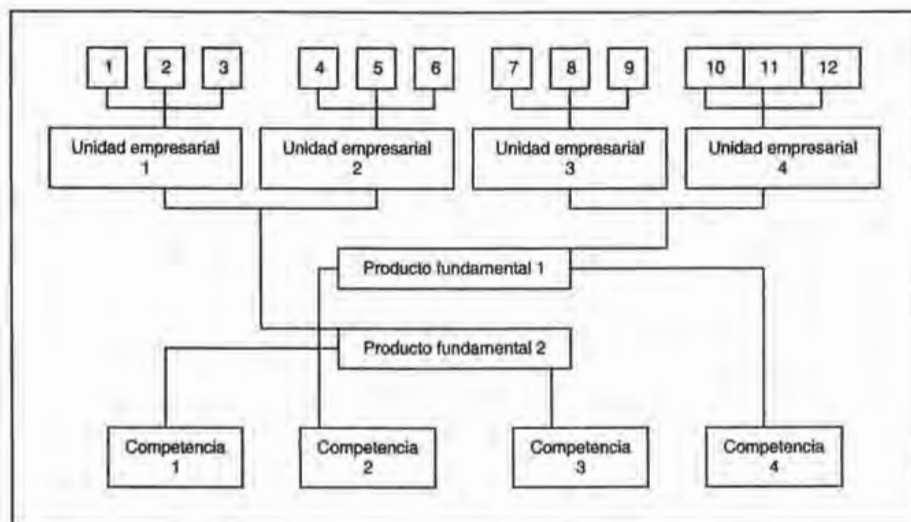 1 2 3 4 5 6 7 8 9 10 11 12
Unidad empresarial
1
Unidad empresarial
2
Unidad empresarial
3
Unidad empresarial
4
Producto fundamental 1
Producto fundamental 2
Competencia
1
Competencia
2
Competencia
3
Competencia
4